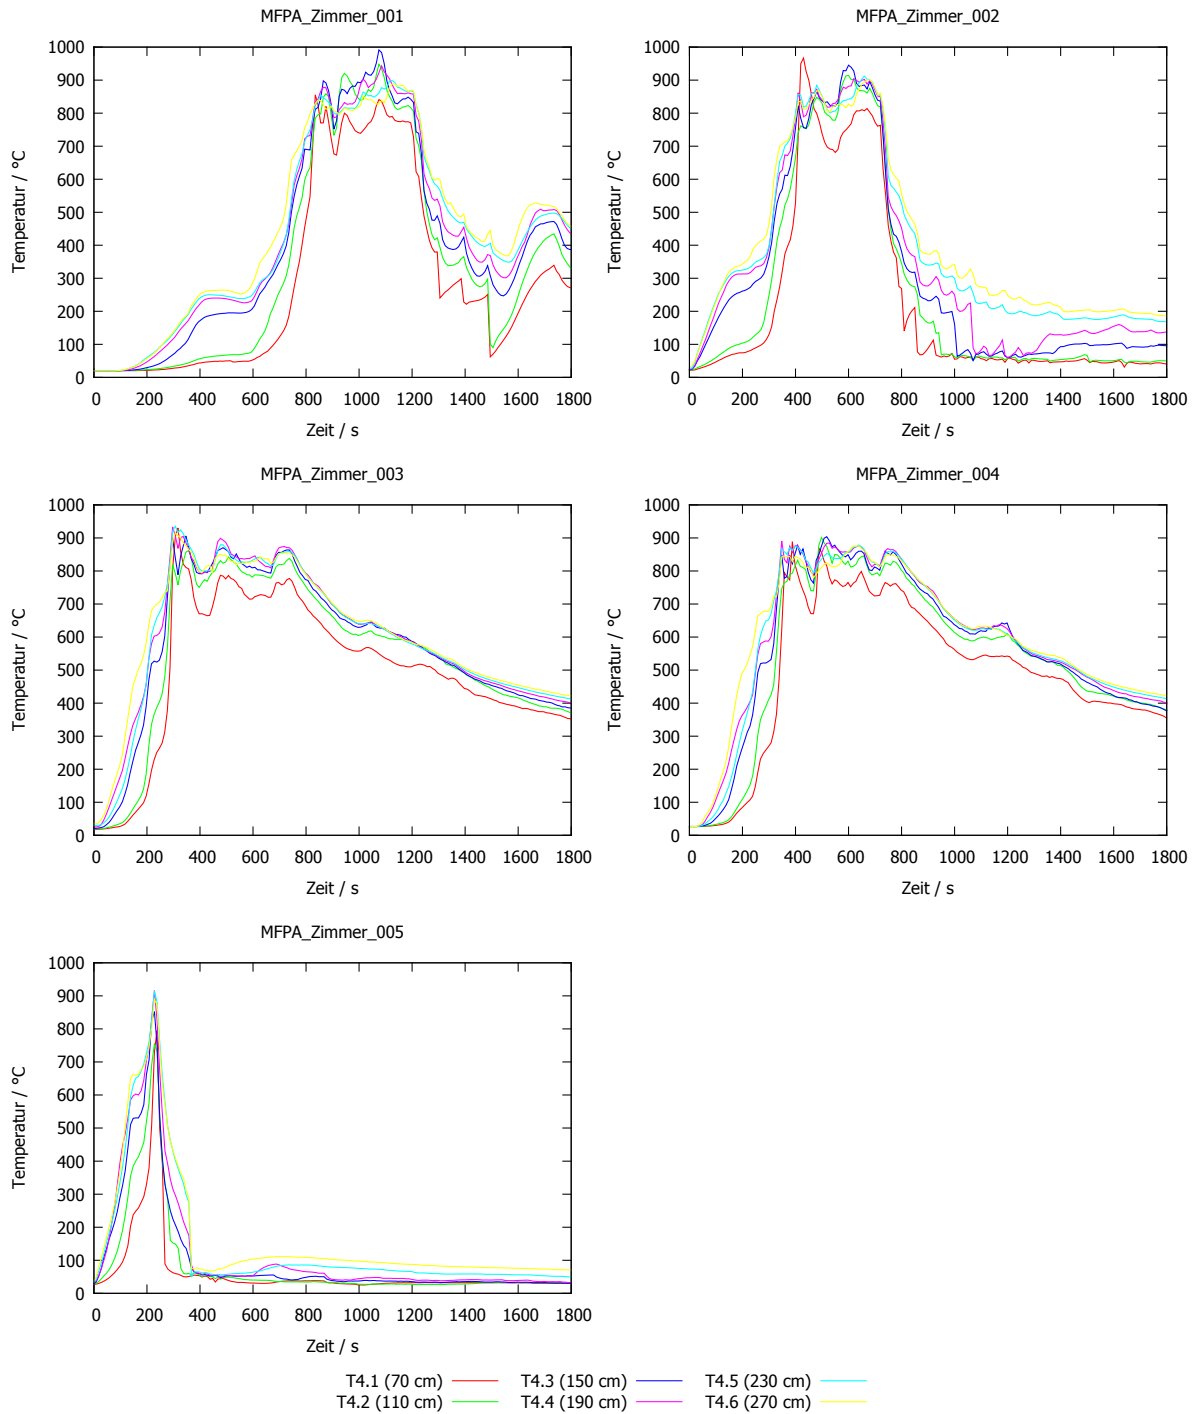 MFPA_Zimmer_001
Temperatur / °C
1000
900
800
700
600
500
400
300
200
100
0
0 200 400 600 800 1000 1200 1400 1600 1800
Zeit / s
MFPA_Zimmer_002
Temperatur / °C
1000
900
800
700
600
500
400
300
200
100
0
0 200 400 600 800 1000 1200 1400 1600 1800
Zeit / s
MFPA_Zimmer_003
Temperatur / °C
1000
900
800
700
600
500
400
300
200
100
0
0 200 400 600 800 1000 1200 1400 1600 1800
Zeit / s
MFPA_Zimmer_004
Temperatur / °C
1000
900
800
700
600
500
400
300
200
100
0
0 200 400 600 800 1000 1200 1400 1600 1800
Zeit / s
MFPA_Zimmer_005
Temperatur / °C
1000
900
800
700
600
500
400
300
200
100
0
0 200 400 600 800 1000 1200 1400 1600 1800
Zeit / s
T4.1 (70 cm) T4.3 (150 cm) T4.5 (230 cm)
T4.2 (110 cm) T4.4 (190 cm) T4.6 (270 cm)